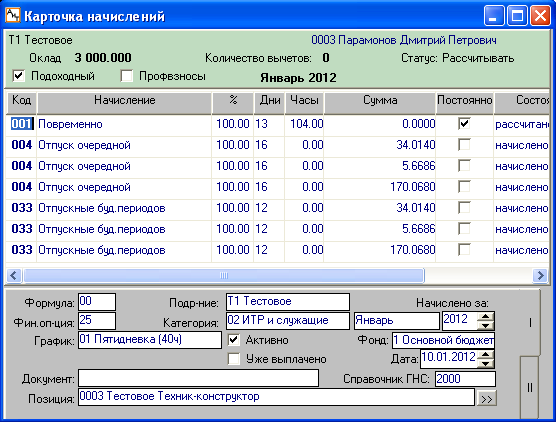 Карточка начислений
Т1 Тестовое 0003 Парамонов Дмитрий Петрович
Оклад 3 000.000 Количество вычетов: 0 Статус: Рассчитывать
Подоходный Профвзносы Январь 2012
Код Начисление % Дни Часы Сумма Постоянно Состо
001 Повременно 100.00 13 104.00 0.0000 рассчитано
004 Отпуск очередной 100.00 16 0.00 34.0140 начислено
004 Отпуск очередной 100.00 16 0.00 5.6686 начислено
004 Отпуск очередной 100.00 16 0.00 170.0680 начислено
033 Отпускные буд.периодов 100.00 12 0.00 34.0140 начислено
033 Отпускные буд.периодов 100.00 12 0.00 5.6686 начислено
033 Отпускные буд.периодов 100.00 12 0.00 170.0680 начислено
Формула: 00 Подр-ние: Т1 Тестовое Начислено за:
Фин.оп-ция: 25 Категория: 02 ИТР и служащие Январь 2012
График: 01 Пятидневка (40ч) Активно Фонд: 1 Основной бюджет
Уже выплачено Дата: 10.01.2012
Документ: Справочник ГНС: 2000
Позиция: 0003 Тестовое Техник-конструктор >>
I
II